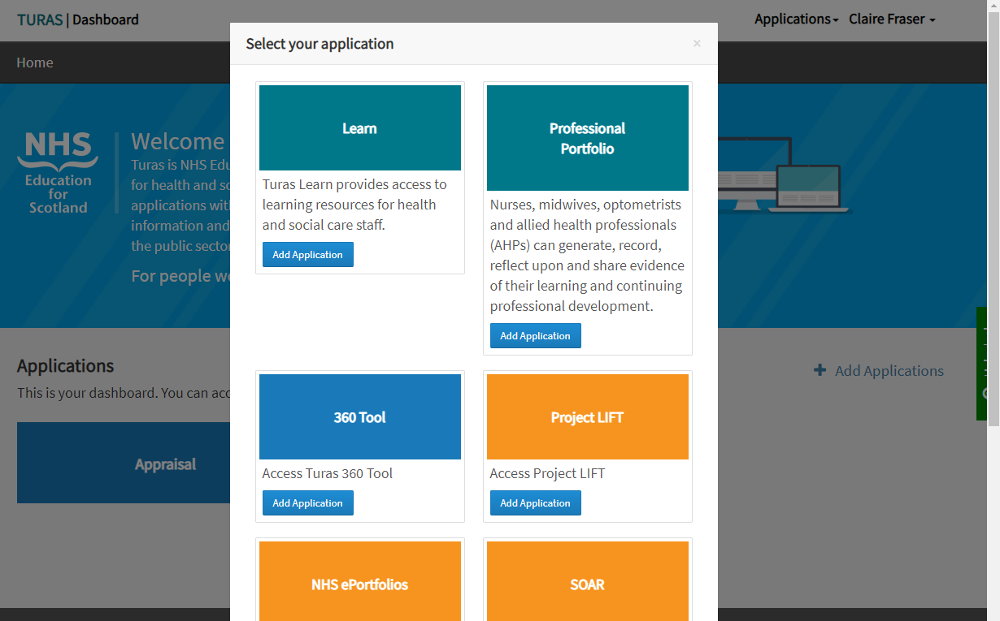 TURAS | Dashboard
Applications
Claire Fraser
Home
Select your application
×
NHS
Education
for
Scotland
Welcome
Turas is NHS Edu
for health and so
applications with
information and
the public sector
For people wo
Learn
Turas Learn provides access to
learning resources for health
and social care staff.
Add Application
Professional
Portfolio
Nurses, midwives, optometrists
and allied health professionals
(AHPs) can generate, record,
reflect upon and share evidence
of their learning and continuing
professional development.
Add Application
Applications
This is your dashboard. You can acc
+ Add Applications
Appraisal
360 Tool
Access Turas 360 Tool
Add Application
Project LIFT
Access Project LIFT
Add Application
NHS ePortfolios
SOAR